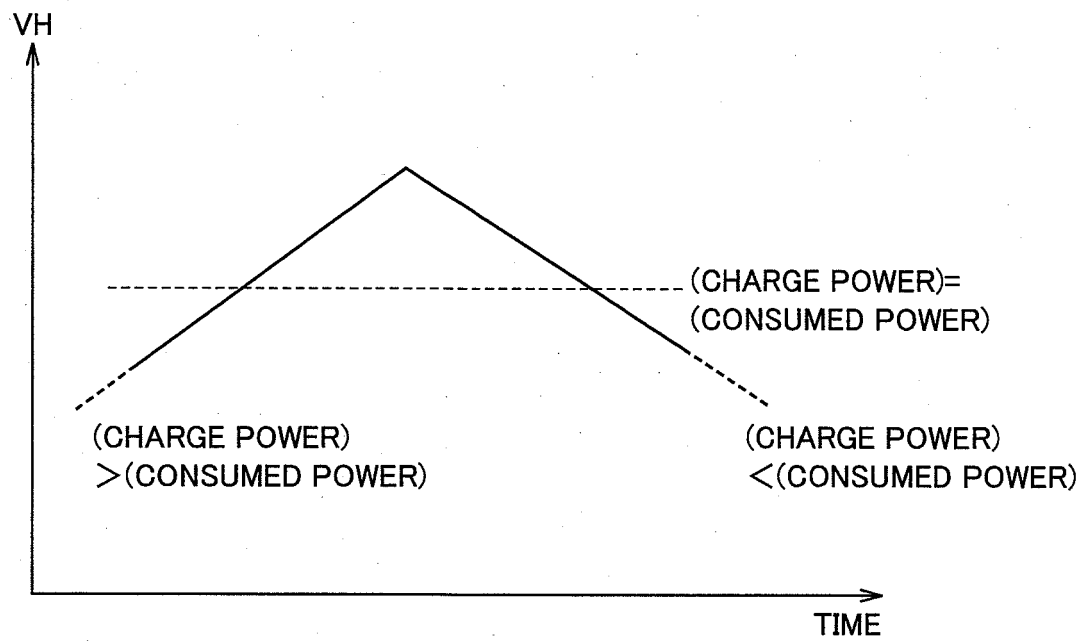 VH
(CHARGE POWER)=
(CONSUMED POWER)
(CHARGE POWER)
>(CONSUMED POWER)
(CHARGE POWER)
<(CONSUMED POWER)
TIME